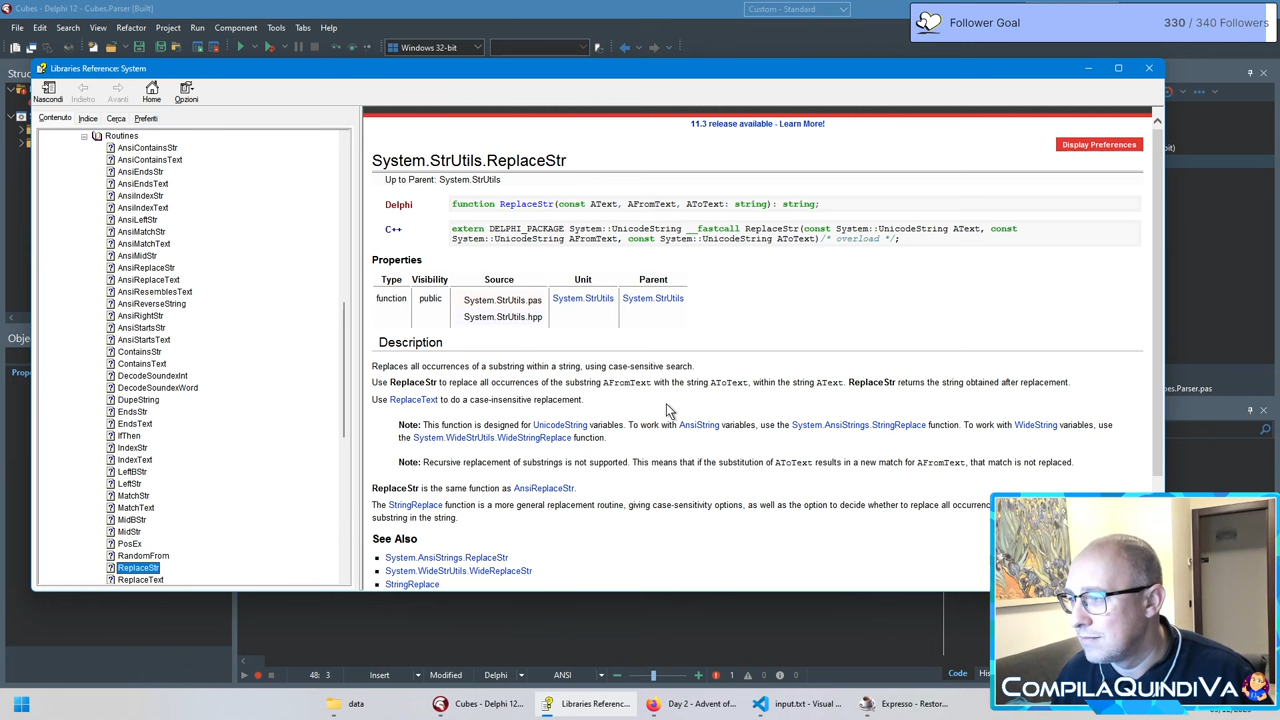 Cubes - Delphi 12 - Cubes.Parser [Built]
Custom - Standard
Follower Goal
330 / 340 Followers
File Edit Search View Refactor Project Run Component Tools Tabs Help
Windows 32-bit
Libraries Reference: System
Nascondi Indietro Avanti Home Opzioni
Contenuto Indice Cerca Preferiti
Routines
AnsiContainsStr
AnsiContainsText
AnsiEndsStr
AnsiEndsText
AnsiIndexStr
AnsiIndexText
AnsiLeftStr
AnsiMatchStr
AnsiMatchText
AnsiMidStr
AnsiReplaceStr
AnsiReplaceText
AnsiResemblesText
AnsiReverseString
AnsiRightStr
AnsiStartsStr
AnsiStartsText
ContainsStr
ContainsText
DecodeSoundexInt
DecodeSoundexWord
DupeString
EndsStr
EndsText
IfThen
IndexStr
IndexText
LeftBStr
LeftStr
MatchStr
MatchText
MidBStr
MidStr
PosEx
RandomFrom
ReplaceStr
ReplaceText
11.3 release available - Learn More!
Display Preferences
System.StrUtils.ReplaceStr
Up to Parent: System.StrUtils
Delphi function ReplaceStr(const AText, AFromText, AToText: string): string;
C++ extern DELPHI_PACKAGE System::UnicodeString __fastcall ReplaceStr(const System::UnicodeString AText, const
System::UnicodeString AFromText, const System::UnicodeString AToText)/* overload */;
Properties
Type Visibility Source Unit Parent
function public System.StrUtils.pas System.StrUtils System.StrUtils
System.StrUtils.hpp
Description
Replaces all occurrences of a substring within a string, using case-sensitive search.
Use ReplaceStr to replace all occurrences of the substring AFromText with the string AToText, within the string AText. ReplaceStr returns the string obtained after replacement.
Use ReplaceText to do a case-insensitive replacement.
Note: This function is designed for UnicodeString variables. To work with AnsiString variables, use the System.AnsiStrings.StringReplace function. To work with WideString variables, use
the System.WideStrUtils.WideStringReplace function.
Note: Recursive replacement of substrings is not supported. This means that if the substitution of AToText results in a new match for AFromText, that match is not replaced.
ReplaceStr is the same function as AnsiReplaceStr.
The StringReplace function is a more general replacement routine, giving case-sensitivity options, as well as the option to decide whether to replace all
substring in the string.
See Also
System.AnsiStrings.ReplaceStr
System.WideStrUtils.WideReplaceStr
StringReplace
Cubes.Parser.pas
48: 3 Insert Modified Delphi ANSI 1 0 0 Code
CompilaQuindiVa
data Cubes - Delphi 12... Libraries Referenc... Day 2 - Advent of... input.txt - Visual ... Expresso - Restor...